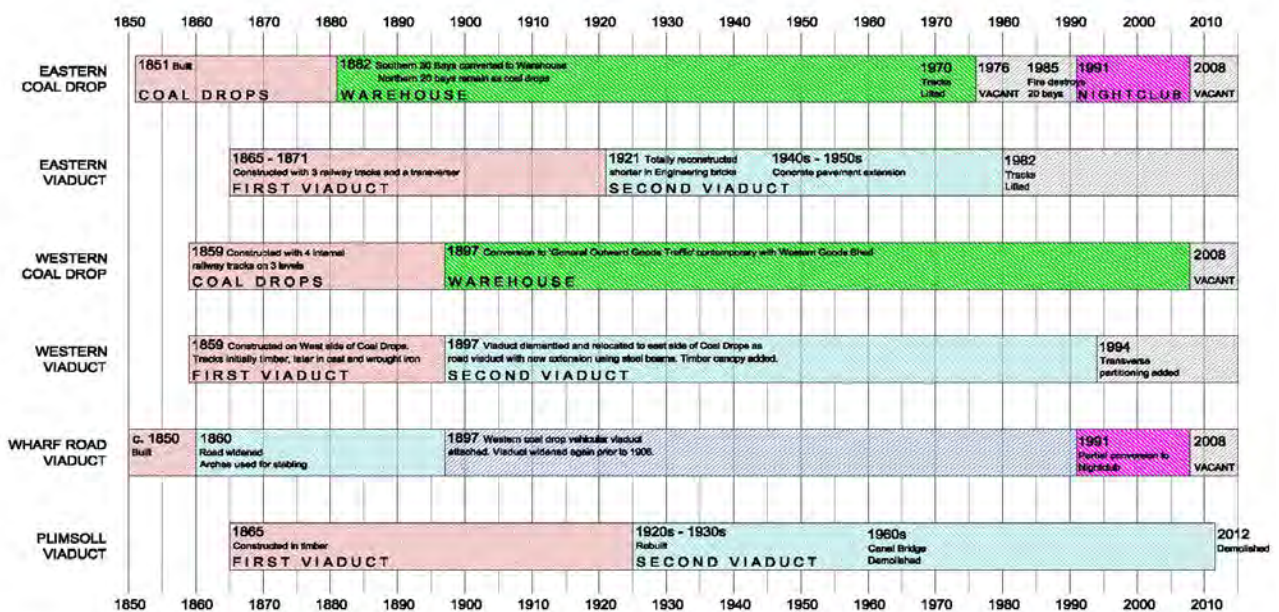 1850 1860 1870 1880 1890 1900 1910 1920 1930 1940 1950 1960 1970 1980 1990 2000 2010
EASTERN
COAL DROP
1851 Built
COAL DROPS
1882 Southern 30 Bays converted to Warehouse
Northern 20 bays remain as coal drops
WAREHOUSE
1970
Tracks
Lifted
1976
VACANT
1985
Fire destroys
20 bays
1991
NIGHTCLUB
2008
VACANT
EASTERN
VIADUCT
1865 - 1871
Constructed with 3 railway tracks and a transverser
FIRST VIADUCT
1921 Totally reconstructed
shorter in Engineering bricks
SECOND VIADUCT
1940s - 1950s
Concrete pavement extension
1982
Tracks
Lifted
WESTERN
COAL DROP
1859 Constructed with 4 internal
railway tracks on 3 levels
COAL DROPS
1897 Conversion to 'General Outward Goods Traffic' contemporary with Western Goods Shed
WAREHOUSE
2008
VACANT
WESTERN
VIADUCT
1859 Constructed on West side of Coal Drops.
Tracks initially timber, later in cast and wrought iron
FIRST VIADUCT
1897 Viaduct dismantled and relocated to east side of Coal Drops as
road viaduct with new extension using steel beams. Timber canopy added.
SECOND VIADUCT
1994
Transverse
partitioning added
WHARF ROAD
VIADUCT
c. 1850
Built
1860
Road widened
Arches used for stabling
1897 Western coal drop vehicular viaduct
attached. Viaduct widened again prior to 1906.
1991
Partial conversion to
Nightclub
2008
VACANT
PLIMSOLL
VIADUCT
1865
Constructed in timber
FIRST VIADUCT
1920s - 1930s
Rebuilt
SECOND VIADUCT
1960s
Canal Bridge
Demolished
2012
Demolished
1850 1860 1870 1880 1890 1900 1910 1920 1930 1940 1950 1960 1970 1980 1990 2000 2010